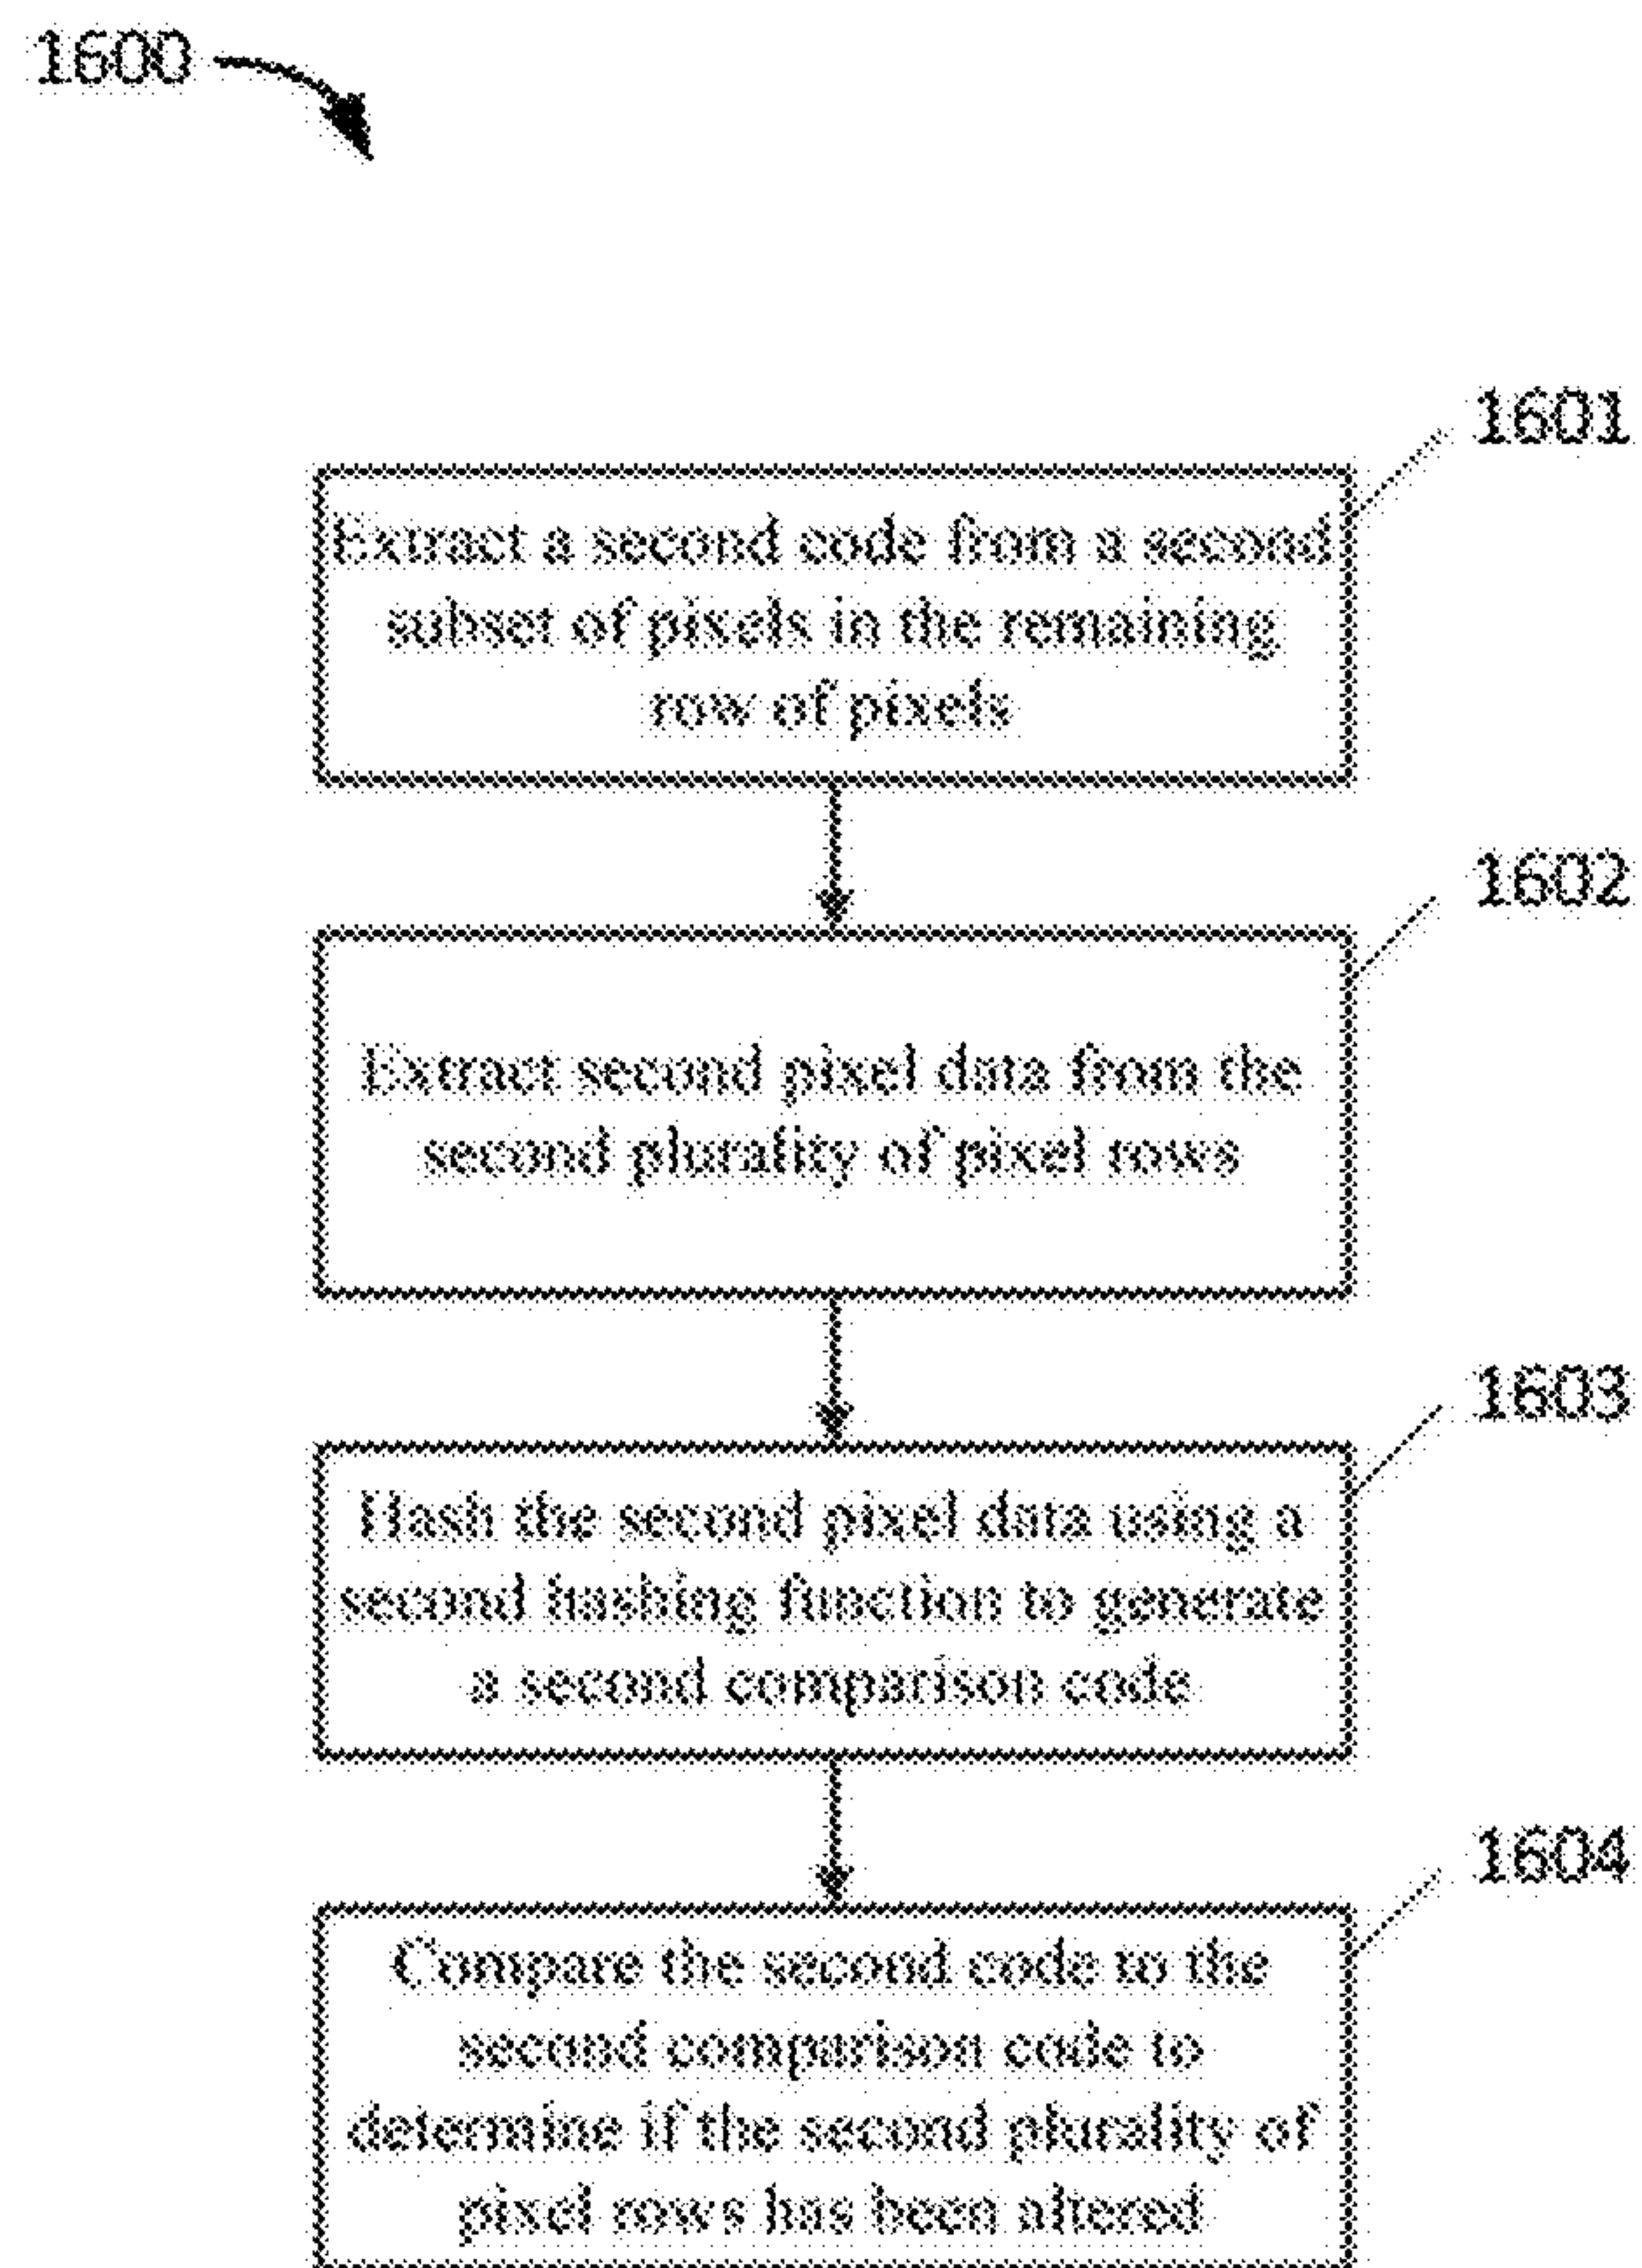 1600
1601
Extract a second code from a second
subset of pixels in the remaining
row of pixels
1602
Extract second pixel data from the
second plurality of pixel rows
1603
Hash the second pixel data using a
second hashing function to generate
a second comparison code
1604
Compare the second code to the
second comparison code to
determine if the second plurality of
pixel rows has been altered